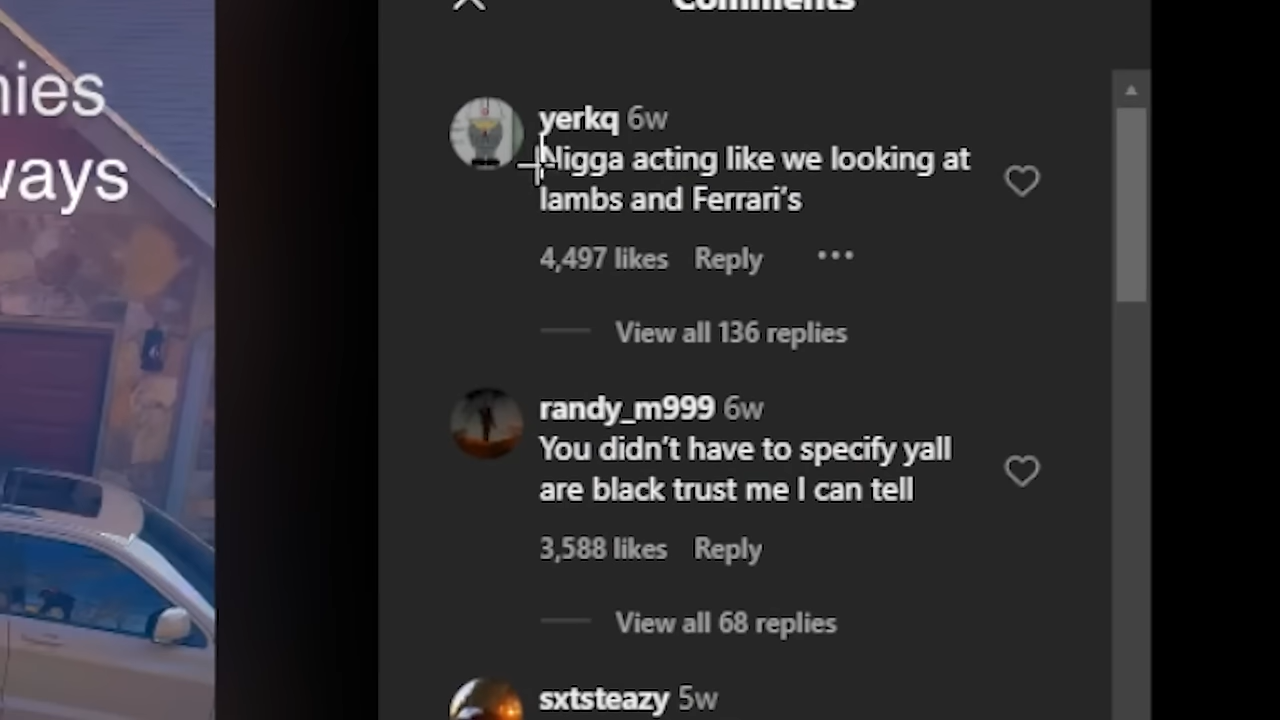 Comments
nies
ways
yerkq 6w
Nigga acting like we looking at
lambs and Ferrari's
4,497 likes Reply •••
View all 136 replies
randy_m999 6w
You didn't have to specify yall
are black trust me I can tell
3,588 likes Reply
View all 68 replies
sxtsteazy 5w